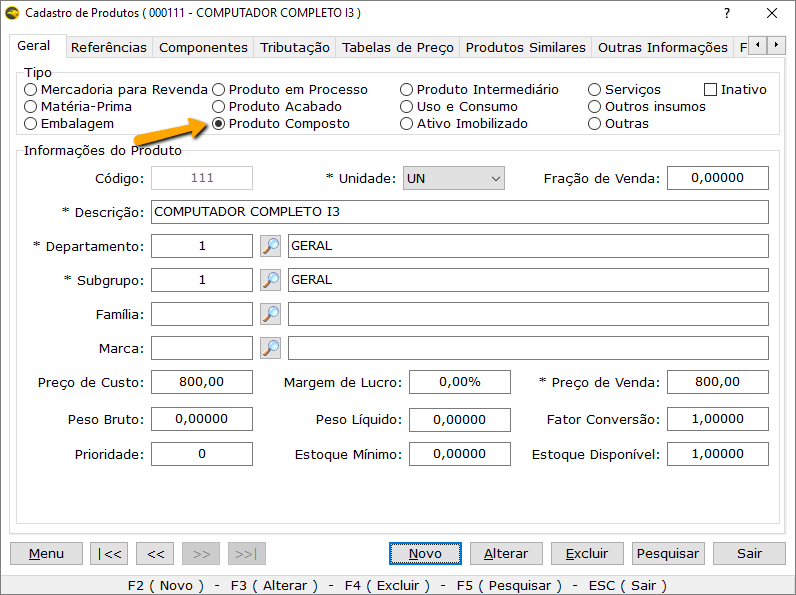 Cadastro de Produtos ( 000111 - COMPUTADOR COMPLETO I3 ) ?
Geral Referências Componentes Tributação Tabelas de Preço Produtos Similares Outras Informações F
Tipo
Mercadoria para Revenda Produto em Processo Produto Intermediário Serviços Inativo
Matéria-Prima Produto Acabado Uso e Consumo Outros insumos
Embalagem Produto Composto Ativo Imobilizado Outras
Informações do Produto
Código: 111 * Unidade: UN Fração de Venda: 0,00000
* Descrição: COMPUTADOR COMPLETO I3
* Departamento: 1 GERAL
* Subgrupo: 1 GERAL
Família:
Marca:
Preço de Custo: 800,00 Margem de Lucro: 0,00% * Preço de Venda: 800,00
Peso Bruto: 0,00000 Peso Líquido: 0,00000 Fator Conversão: 1,00000
Prioridade: 0 Estoque Mínimo: 0,00000 Estoque Disponível: 1,00000
Menu |<< << >> >>| Novo Alterar Excluir Pesquisar Sair
F2 ( Novo ) - F3 ( Alterar ) - F4 ( Excluir ) - F5 ( Pesquisar ) - ESC ( Sair )